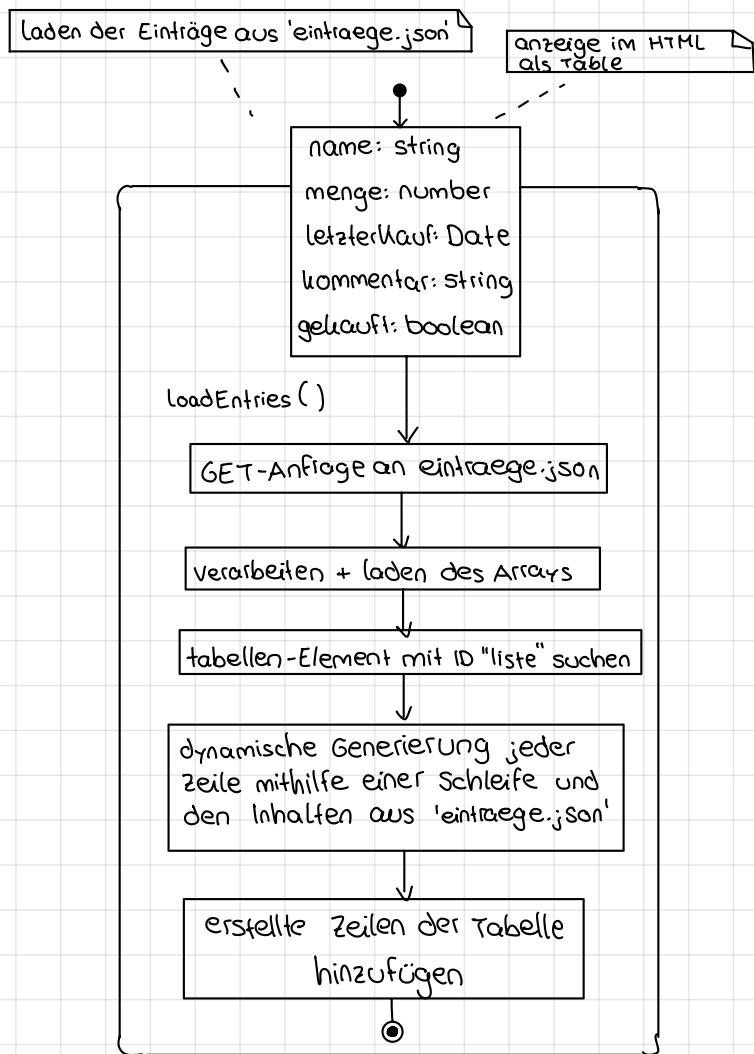 laden der Einträge aus 'eintraege.json'
anzeige im HTML
als Table
name: string
menge: number
letzterKauf: Date
kommentar: string
gekauft: boolean
loadEntries()
GET-Anfrage an eintraege.json
verarbeiten + laden des Arrays
tabellen-Element mit ID "liste" suchen
dynamische Generierung jeder
Zeile mithilfe einer Schleife und
den Inhalten aus 'eintraege.json'
erstellte Zeilen der Tabelle
hinzufügen